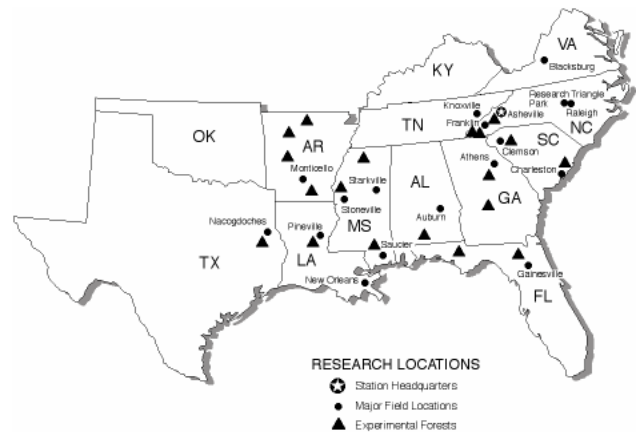 VA
Blacksburg
KY
Research Triangle
Park
Raleigh
Knoxville
Asheville
Franklin
NC
TN
OK
AR
SC
Clemson
Monticello
Athens
Charleston
Starkville
AL
Stoneville
GA
Auburn
Nacogdoches
Pineville
MS
Saucier
TX
LA
New Orleans
Gainesville
FL
RESEARCH LOCATIONS
Station Headquarters
Major Field Locations
Experimental Forests